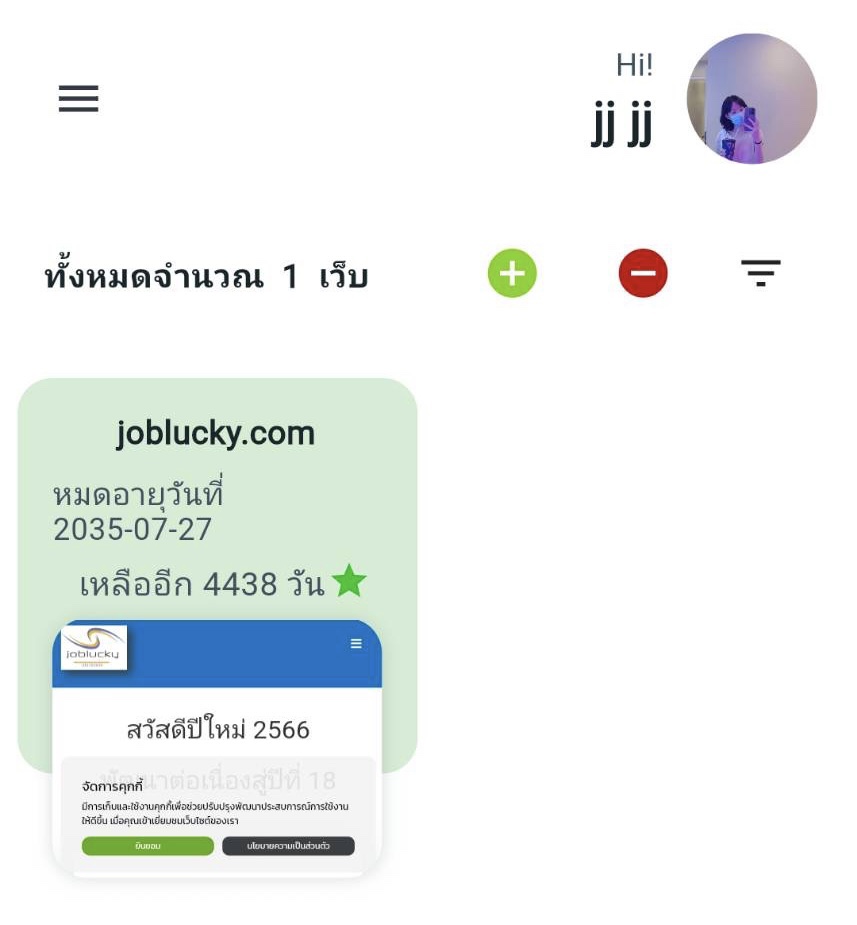 Hi!
jj jj
ทั้งหมดจำนวณ 1 เว็บ
joblucky.com
หมดอายุวันที่
2035-07-27
เหลืออีก 4438 วัน
joblucky
สวัสดีปีใหม่ 2566
พัฒนาต่อเนื่องสู่ปีที่ 18
จัดการคุกกี้
มีการเก็บและใช้งานคุกกี้เพื่อช่วยปรับปรุงพัฒนาประสบการณ์การใช้งาน
ให้ดีขึ้น เมื่อคุณเข้าเยี่ยมชมเว็บไซต์ของเรา
ยินยอม นโยบายความเป็นส่วนตัว